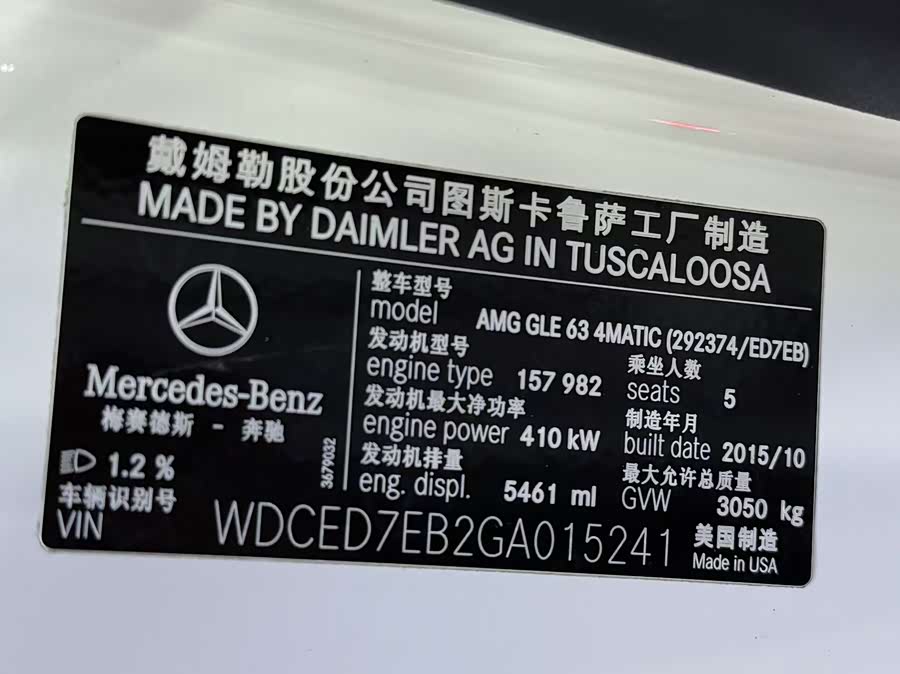 戴姆勒股份公司图斯卡鲁萨工厂制造
MADE BY DAIMLER AG IN TUSCALOOSA
Mercedes-Benz
梅赛德斯 - 奔驰
1.2 %
3679032
整车型号
model AMG GLE 63 4MATIC (292374/ED7EB)
发动机型号
engine type 157 982
乘坐人数
seats 5
发动机最大净功率
engine power 410 kW
制造年月
built date 2015/10
发动机排量
eng. displ. 5461 ml
最大允许总质量
GVW 3050 kg
车辆识别号
VIN WDCED7EB2GA015241
美国制造
Made in USA